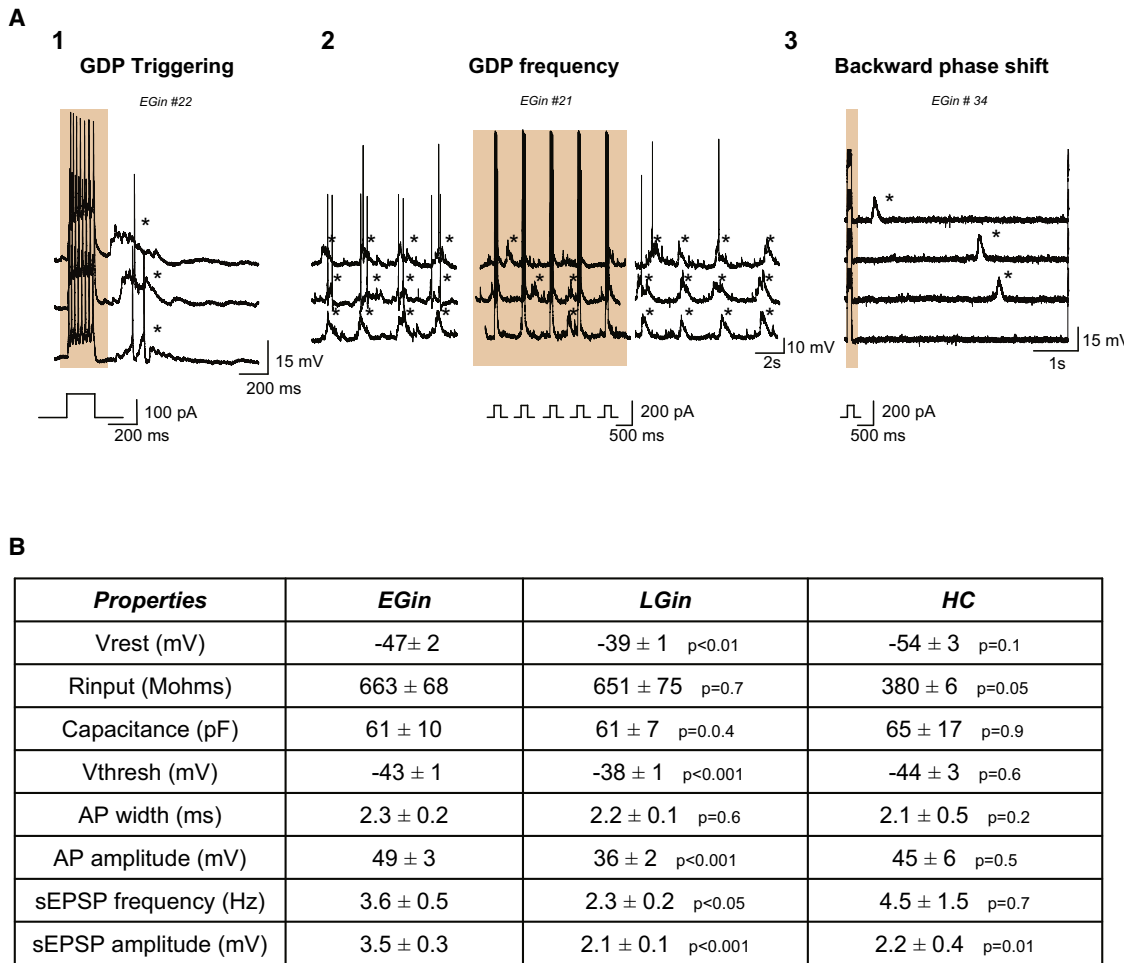 A
1
GDP Triggering
EGin #22
*
*
*
15 mV
200 ms
100 pA
200 ms
2
GDP frequency
EGin #21
* * * * * * * * *
* * * * * * * * * *
* * * * * * * * *
10 mV
2s
200 pA
500 ms
3
Backward phase shift
EGin # 34
*
*
*
15 mV
1s
200 pA
500 ms
B
Properties EGin LGin HC
Vrest (mV) -47± 2 -39 ± 1 p<0.01 -54 ± 3 p=0.1
Rinput (Mohms) 663 ± 68 651 ± 75 p=0.7 380 ± 6 p=0.05
Capacitance (pF) 61 ± 10 61 ± 7 p=0.0.4 65 ± 17 p=0.9
Vthresh (mV) -43 ± 1 -38 ± 1 p<0.001 -44 ± 3 p=0.6
AP width (ms) 2.3 ± 0.2 2.2 ± 0.1 p=0.6 2.1 ± 0.5 p=0.2
AP amplitude (mV) 49 ± 3 36 ± 2 p<0.001 45 ± 6 p=0.5
sEPSP frequency (Hz) 3.6 ± 0.5 2.3 ± 0.2 p<0.05 4.5 ± 1.5 p=0.7
sEPSP amplitude (mV) 3.5 ± 0.3 2.1 ± 0.1 p<0.001 2.2 ± 0.4 p=0.01